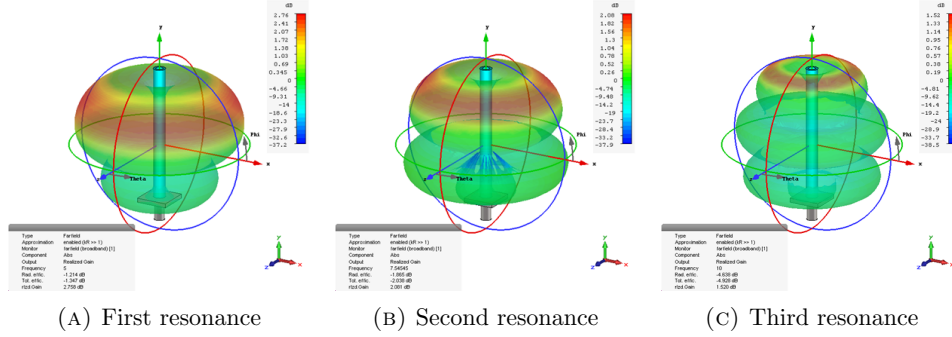 dB
2.76
2.41
2.07
1.72
1.38
1.03
0.69
0.345
0
-4.66
-9.31
-14
-18.6
-23.3
-27.9
-32.6
-37.2
y
Phi
x
z
Theta
Type Farfield
Approximation enabled (kR >> 1)
Monitor farfield (broadband) [1]
Component Abs
Output Realized Gain
Frequency 5
Rad. effic. -1.214 dB
Tot. effic. -1.347 dB
rlzd.Gain 2.758 dB
y
z
x
(A) First resonance
dB
2.08
1.82
1.56
1.3
1.04
0.78
0.52
0.26
0
-4.74
-9.48
-14.2
-19
-23.7
-28.4
-33.2
-37.9
y
Phi
x
z
Theta
Type Farfield
Approximation enabled (kR >> 1)
Monitor farfield (broadband) [1]
Component Abs
Output Realized Gain
Frequency 7.54545
Rad. effic. -1.865 dB
Tot. effic. -2.038 dB
rlzd.Gain 2.081 dB
y
z
x
(B) Second resonance
dB
1.52
1.33
1.14
0.95
0.76
0.57
0.38
0.19
0
-4.81
-9.62
-14.4
-19.2
-24
-28.9
-33.7
-38.5
y
Phi
x
z
Theta
Type Farfield
Approximation enabled (kR >> 1)
Monitor farfield (broadband) [1]
Component Abs
Output Realized Gain
Frequency 10
Rad. effic. -4.638 dB
Tot. effic. -4.928 dB
rlzd.Gain 1.520 dB
y
z
x
(C) Third resonance